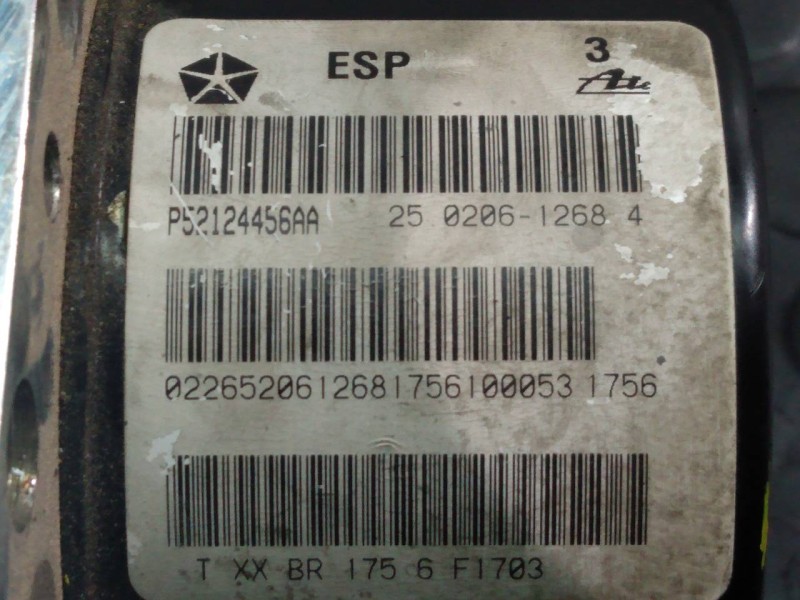 ESP 3 Ate
P52124456AA 25 0206-1268 4
022652061268175610005​3 1756
T XX BR 175 6 F1703